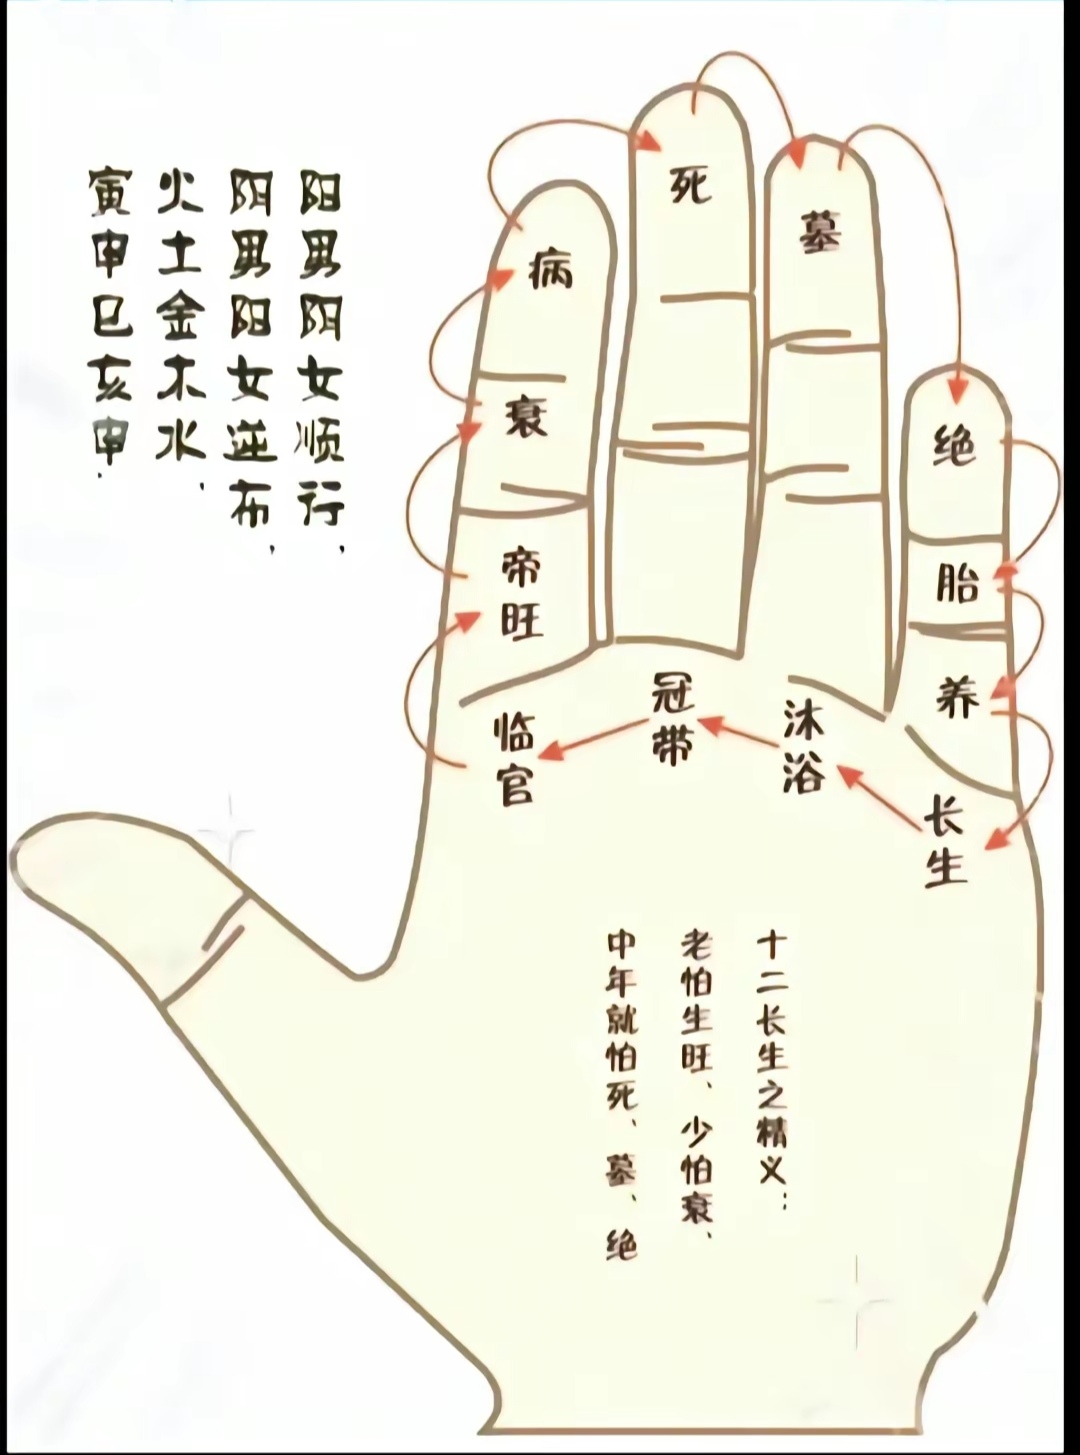 阳男阴女顺行，
阴男阳女逆布，
火土金木水、
寅申巳亥申、
病
死
墓
绝
衰
胎
帝旺
养
临官
冠带
沐浴
长生
十二长生之精义：
老怕生旺、少怕衰、
中年就怕死、墓、绝